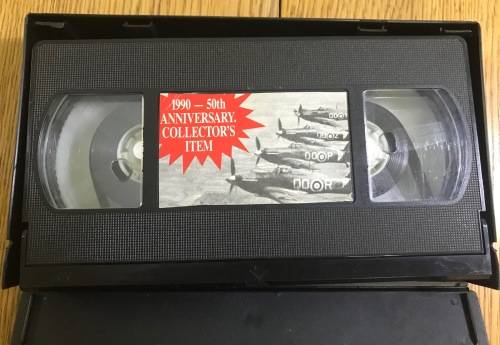 1990 — 50th
ANNIVERSARY.
COLLECTOR'S
ITEM